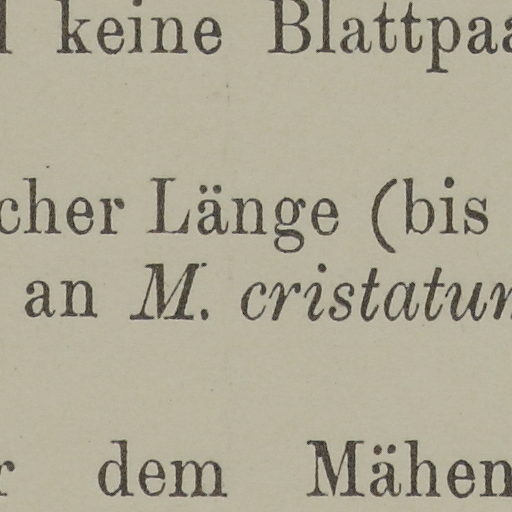 l keine Blattpaa
cher Länge (bis
an M. cristatum
r dem Mähen